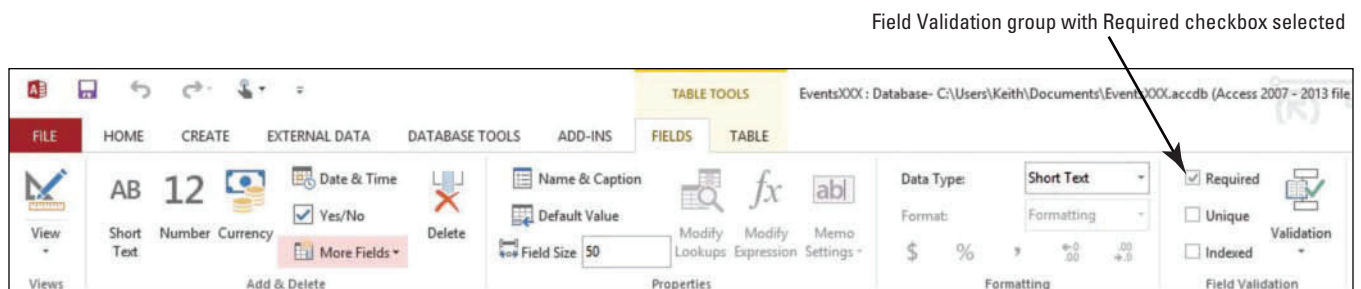 Field Validation group with Required checkbox selected
TABLE TOOLS
EventsXXX : Database- C:\Users\Keith\Documents\EventsXXX.accdb (Access 2007 - 2013 file
FILE HOME CREATE EXTERNAL DATA DATABASE TOOLS ADD-INS FIELDS TABLE
View
Views
AB
Short Text
12
Number
Currency
Date & Time
Yes/No
More Fields
Delete
Add & Delete
Name & Caption
Default Value
Field Size 50
Modify Lookups
fx
Modify Expression
ab|
Memo Settings
Properties
Data Type: Short Text
Format: Formatting
$ % , ←0 .00 .00 →.0
Formatting
Required
Unique
Indexed
Validation
Field Validation